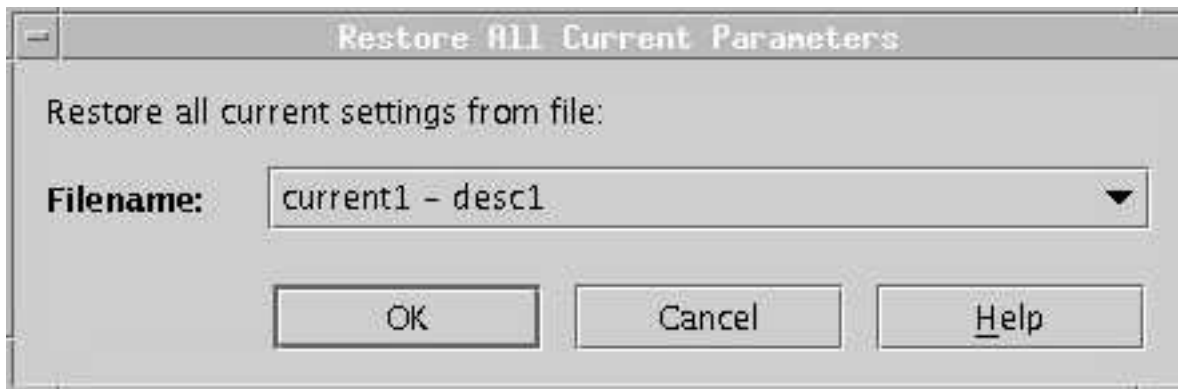 Restore All Current Parameters
Restore all current settings from file:
Filename: current1 – desc1
OK Cancel Help